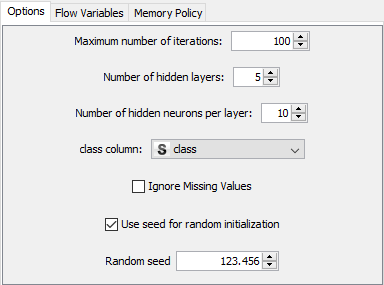 Options Flow Variables Memory Policy
Maximum number of iterations: 100
Number of hidden layers: 5
Number of hidden neurons per layer: 10
class column: S class
Ignore Missing Values
Use seed for random initialization
Random seed 123.456